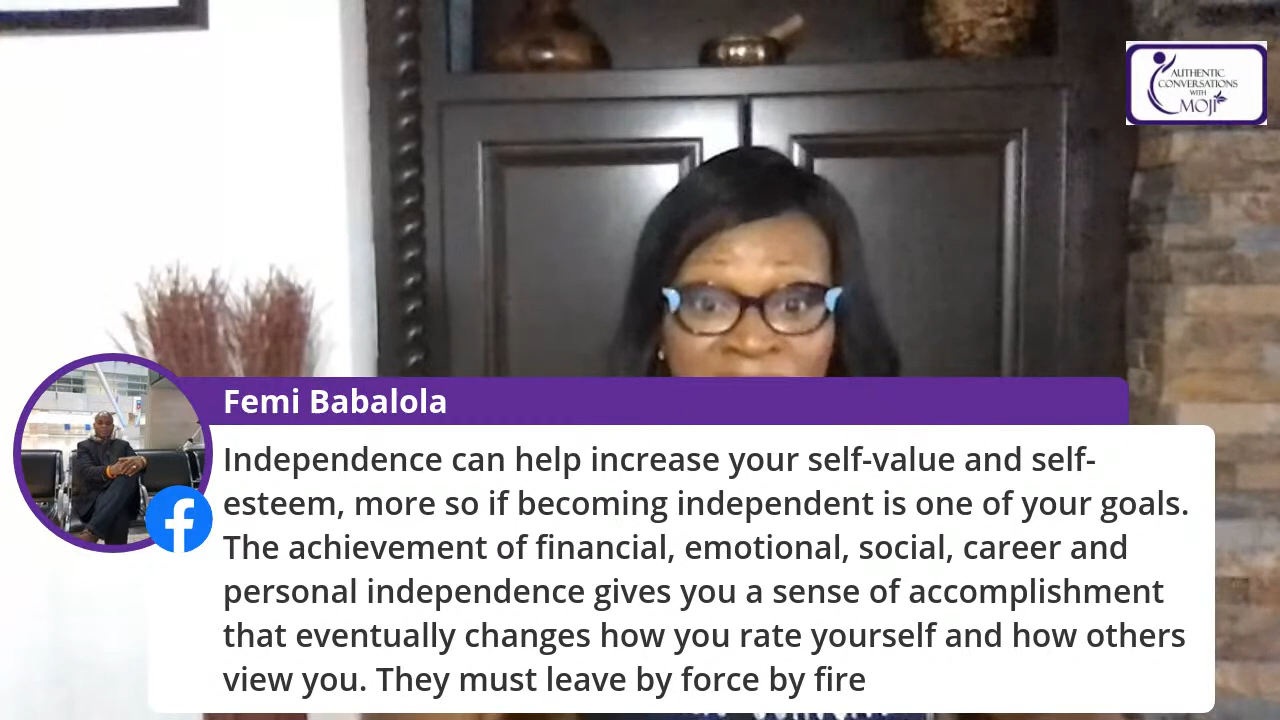 AUTHENTIC
CONVERSATIONS
WITH
MOJI
Femi Babalola
Independence can help increase your self-value and self-
esteem, more so if becoming independent is one of your goals.
The achievement of financial, emotional, social, career and
personal independence gives you a sense of accomplishment
that eventually changes how you rate yourself and how others
view you. They must leave by force by fire